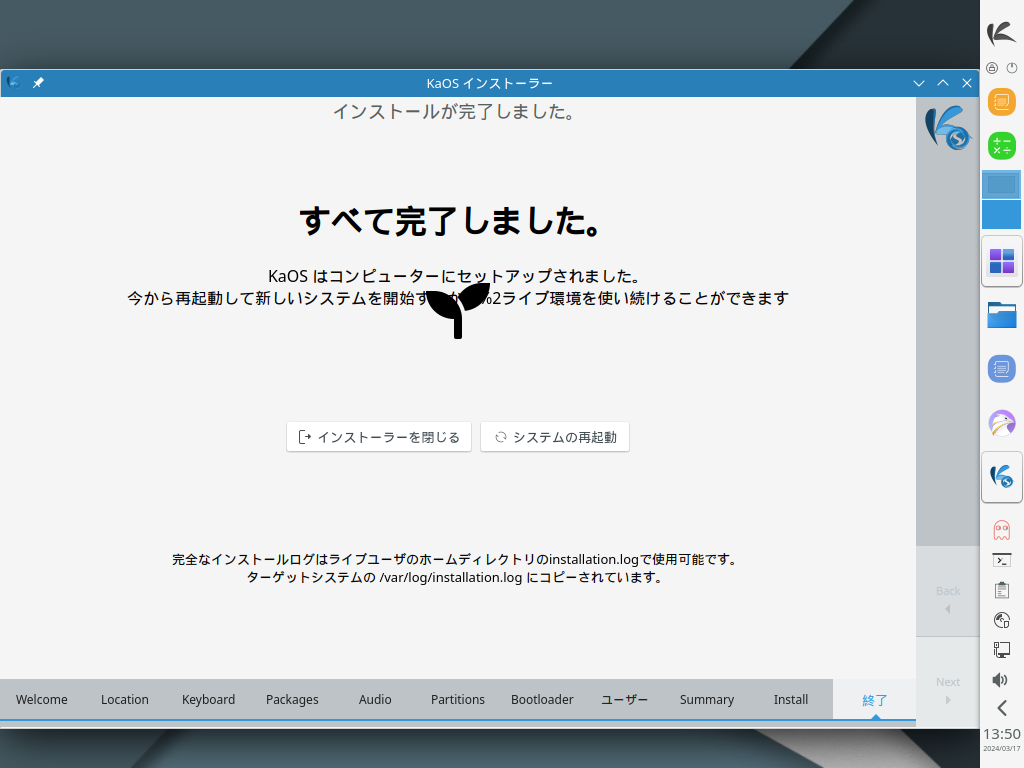 KaOS インストーラー
インストールが完了しました。
すべて完了しました。
KaOS はコンピューターにセットアップされました。
今から再起動して新しいシステムを開始す か %2ライブ環境を使い続けることができます
インストーラーを閉じる
システムの再起動
完全なインストールログはライブユーザのホームディレクトリのinstallation.logで使用可能です。
ターゲットシステムの /var/log/installation.log にコピーされています。
Back
Next
Welcome Location Keyboard Packages Audio Partitions Bootloader ユーザー Summary Install 終了
13:50
2024/03/17